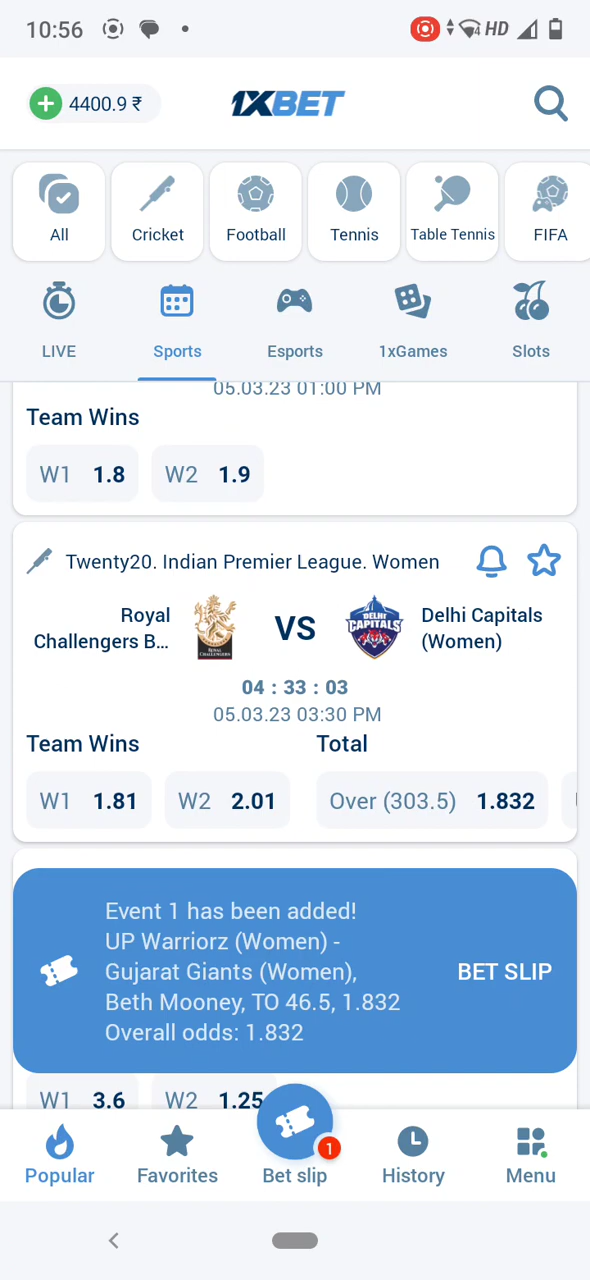 10:56
4
HD
4400.9 ₹
1XBET
All
Cricket
Football
Tennis
Table Tennis
FIFA
LIVE
Sports
Esports
1xGames
Slots
05.03.23 01:00 PM
Team Wins
W1 1.8 W2 1.9
Twenty20. Indian Premier League. Women
Royal
Challengers B...
VS
Delhi Capitals
(Women)
04 : 33 : 03
05.03.23 03:30 PM
Team Wins
Total
W1 1.81 W2 2.01 Over (303.5) 1.832
Event 1 has been added!
UP Warriorz (Women) -
Gujarat Giants (Women),
Beth Mooney, TO 46.5, 1.832
Overall odds: 1.832
BET SLIP
W1 3.6 W2 1.25
1
Popular
Favorites
Bet slip
History
Menu